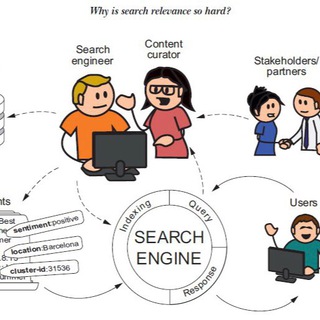 Why is search relevance so hard?
Search
engineer
Content
curator
Stakeholders/
partners
nts
Best
sentiment:positive
location:Barcelona
cluster-id:31536
Indexing
Query
Response
SEARCH
ENGINE
Users